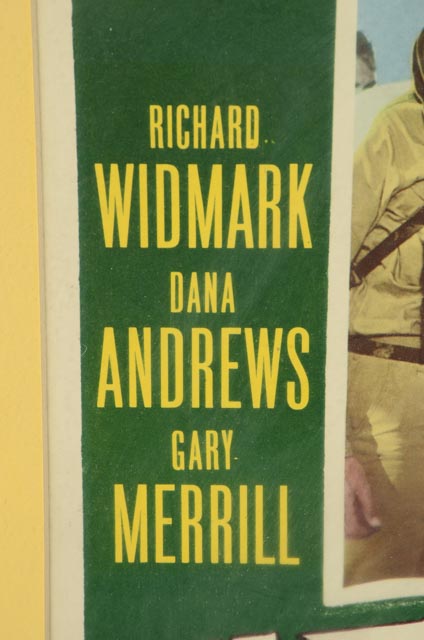 RICHARD
WIDMARK
DANA
ANDREWS
GARY
MERRILL